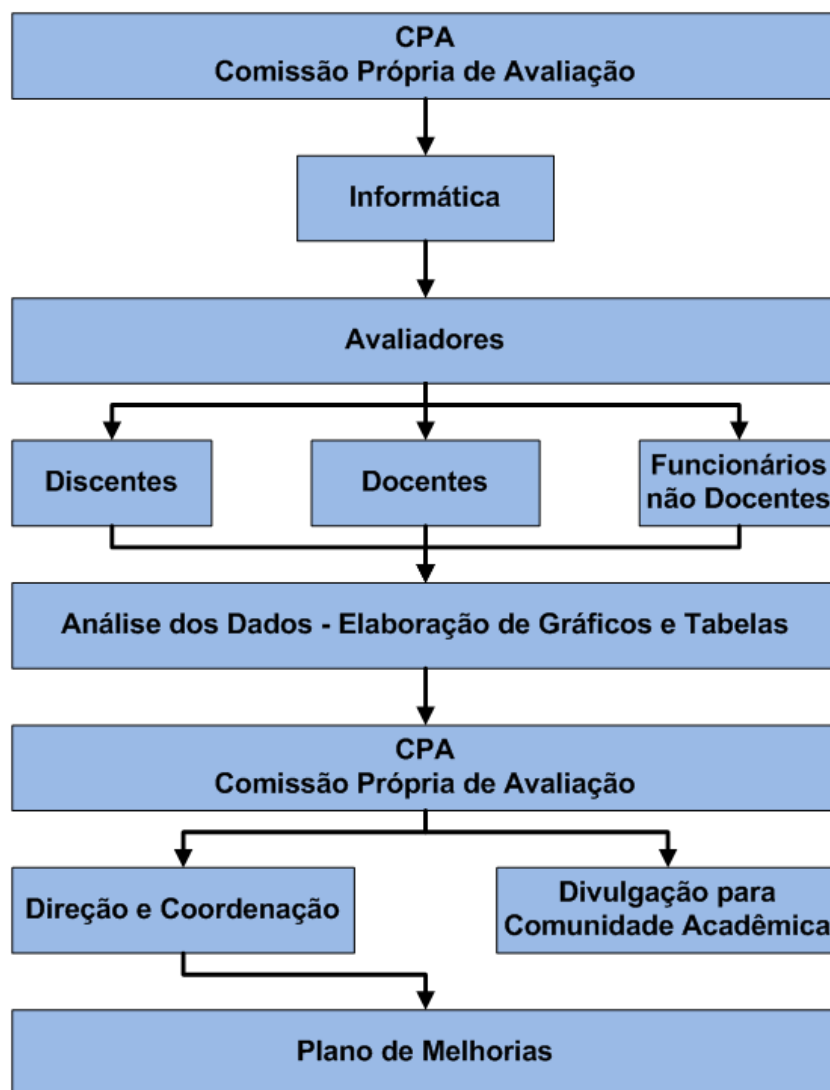 CPA
Comissão Própria de Avaliação
Informática
Avaliadores
Discentes
Docentes
Funcionários
não Docentes
Análise dos Dados - Elaboração de Gráficos e Tabelas
CPA
Comissão Própria de Avaliação
Direção e Coordenação
Divulgação para
Comunidade Acadêmica
Plano de Melhorias